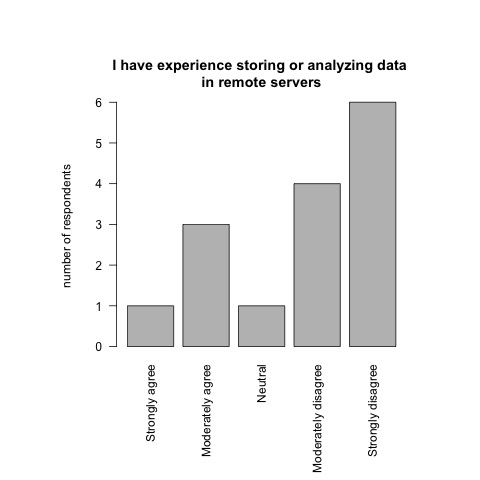 I have experience storing or analyzing data
in remote servers
number of respondents
6
5
4
3
2
1
0
Strongly agree
Moderately agree
Neutral
Moderately disagree
Strongly disagree